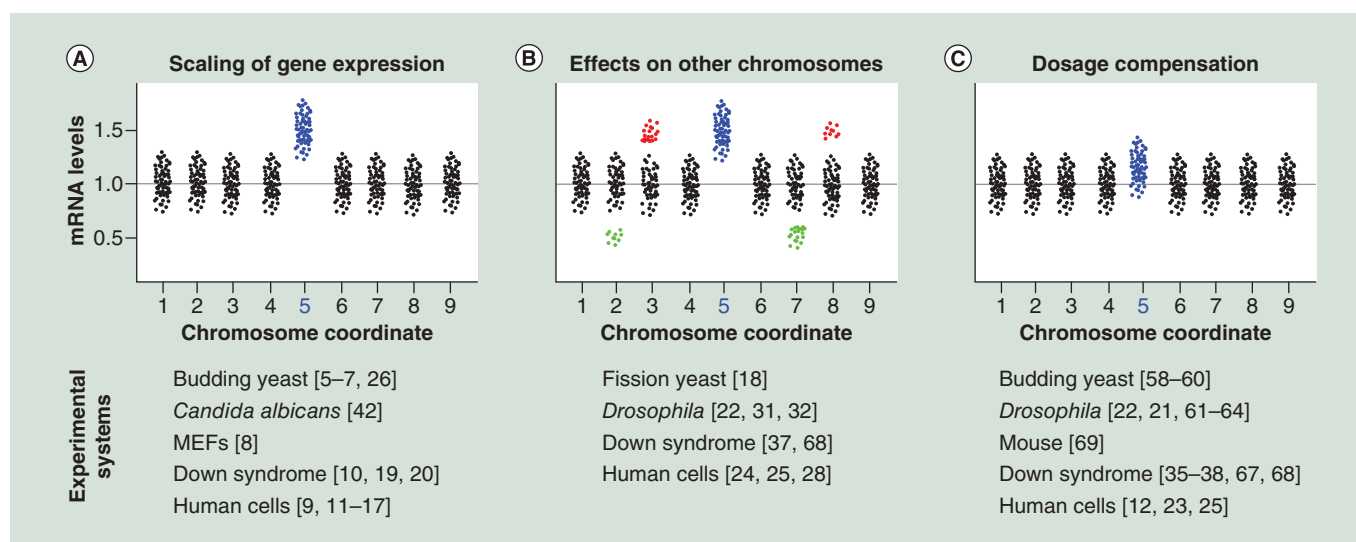 A Scaling of gene expression
mRNA levels
1.5
1.0
0.5
1 2 3 4 5 6 7 8 9
Chromosome coordinate
B Effects on other chromosomes
1 2 3 4 5 6 7 8 9
Chromosome coordinate
C Dosage compensation
1 2 3 4 5 6 7 8 9
Chromosome coordinate
Experimental
systems
Budding yeast [5–7, 26]
Candida albicans [42]
MEFs [8]
Down syndrome [10, 19, 20]
Human cells [9, 11–17]
Fission yeast [18]
Drosophila [22, 31, 32]
Down syndrome [37, 68]
Human cells [24, 25, 28]
Budding yeast [58–60]
Drosophila [22, 21, 61–64]
Mouse [69]
Down syndrome [35–38, 67, 68]
Human cells [12, 23, 25]